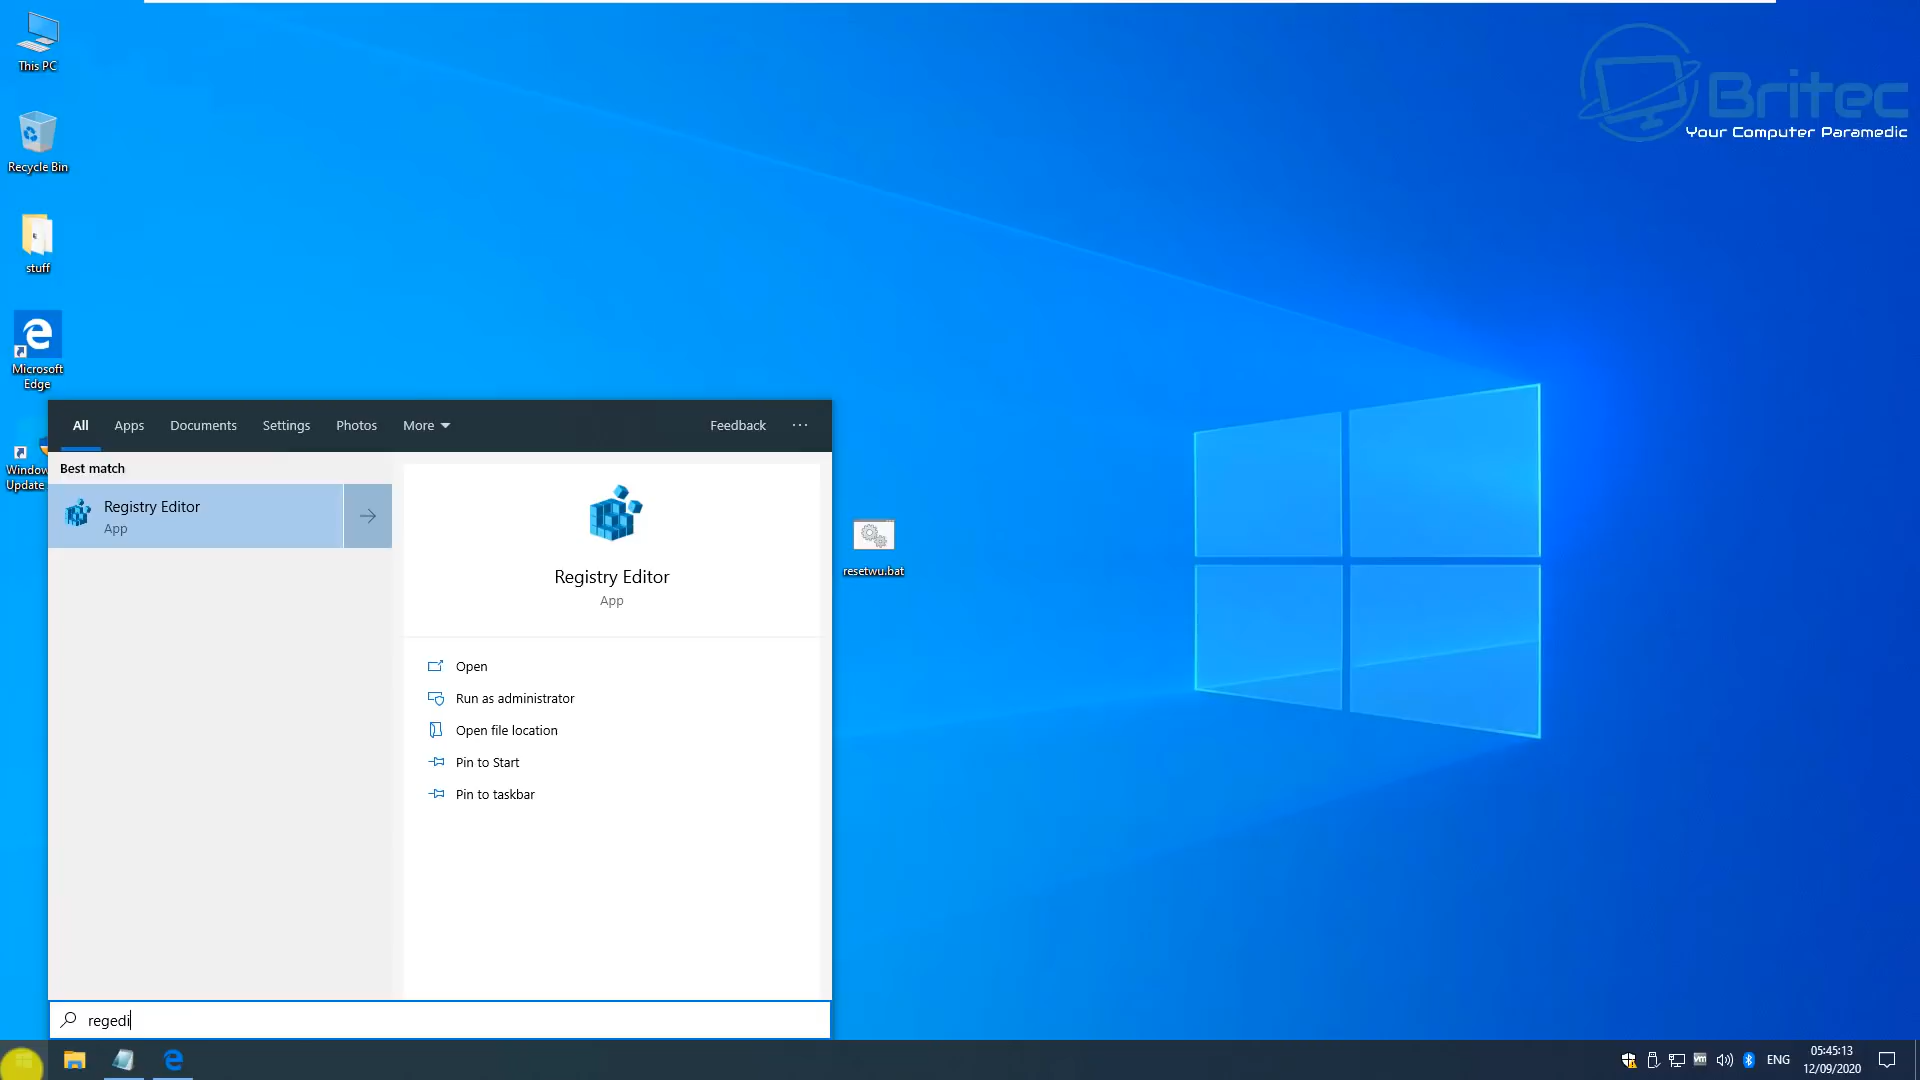 This PC
Recycle Bin
stuff
Microsoft
Edge
Window
Update
Britec
Your Computer Paramedic
All
Apps
Documents
Settings
Photos
More
Feedback
Best match
Registry Editor
App
Registry Editor
App
Open
Run as administrator
Open file location
Pin to Start
Pin to taskbar
resetwu.bat
regedi
ENG
05:45:13
12/09/2020